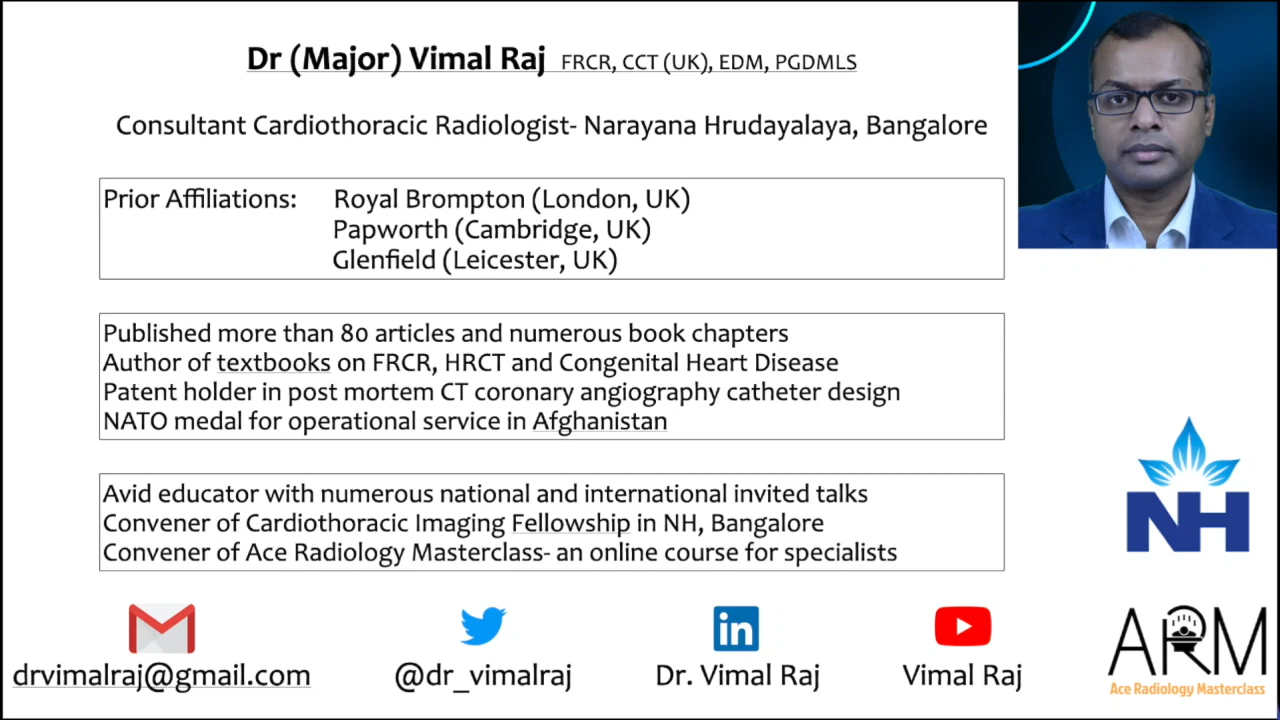 Dr (Major) Vimal Raj FRCR, CCT (UK), EDM, PGDMLS
Consultant Cardiothoracic Radiologist- Narayana Hrudayalaya, Bangalore
Prior Affiliations: Royal Brompton (London, UK)
Papworth (Cambridge, UK)
Glenfield (Leicester, UK)
Published more than 80 articles and numerous book chapters
Author of textbooks on FRCR, HRCT and Congenital Heart Disease
Patent holder in post mortem CT coronary angiography catheter design
NATO medal for operational service in Afghanistan
Avid educator with numerous national and international invited talks
Convener of Cardiothoracic Imaging Fellowship in NH, Bangalore
Convener of Ace Radiology Masterclass- an online course for specialists
NH
in
drvimalraj@gmail.com @dr_vimalraj Dr. Vimal Raj Vimal Raj
ARM
Ace Radiology Masterclass